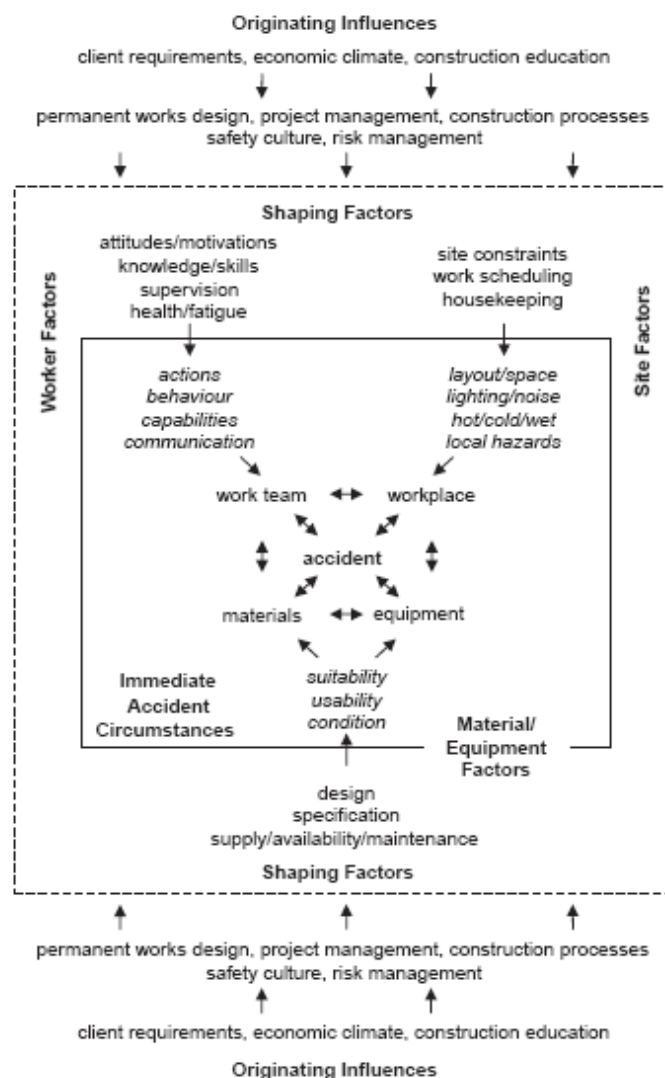 Originating Influences
client requirements, economic climate, construction education
permanent works design, project management, construction processes
safety culture, risk management
Shaping Factors
attitudes/motivations
knowledge/skills
supervision
health/fatigue
site constraints
work scheduling
housekeeping
Worker Factors
Site Factors
actions
behaviour
capabilities
communication
layout/space
lighting/noise
hot/cold/wet
local hazards
work team
workplace
accident
materials
equipment
suitability
usability
condition
Immediate
Accident
Circumstances
Material/
Equipment
Factors
design
specification
supply/availability/maintenance
Shaping Factors
permanent works design, project management, construction processes
safety culture, risk management
client requirements, economic climate, construction education
Originating Influences